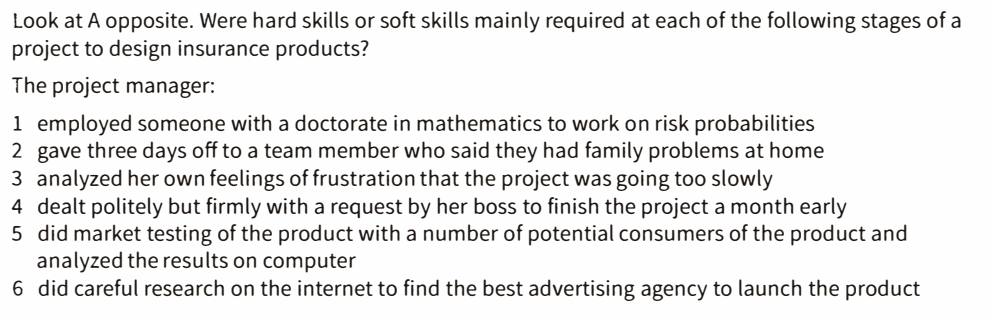 Look at A opposite. Were hard skills or soft skills mainly required at each of the following stages of a
project to design insurance products?
The project manager:
1 employed someone with a doctorate in mathematics to work on risk probabilities
2 gave three days off to a team member who said they had family problems at home
3 analyzed her own feelings of frustration that the project was going too slowly
4 dealt politely but firmly with a request by her boss to finish the project a month early
5 did market testing of the product with a number of potential consumers of the product and
analyzed the results on computer
6 did careful research on the internet to find the best advertising agency to launch the product